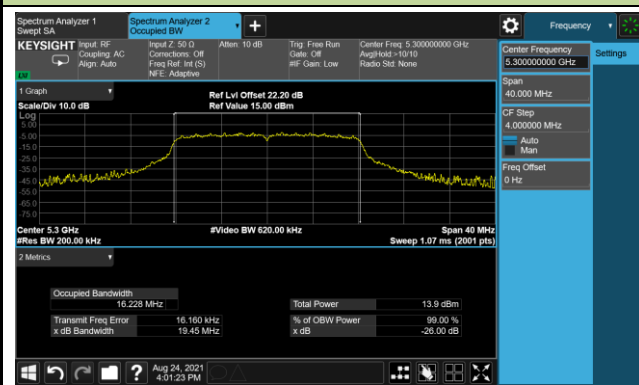 Spectrum Analyzer 1
Swept SA
Spectrum Analyzer 2
Occupied BW
+
Frequency
KEYSIGHT
Input: RF
Coupling: AC
Align: Auto
Input Z: 50 Ω
Corrections: Off
Freq Ref: Int (S)
NFE: Adaptive
Atten: 10 dB
Trig: Free Run
Gate: Off
#IF Gain: Low
Center Freq: 5.300000000 GHz
Avg|Hold:>10/10
Radio Std: None
LXI
Center Frequency
5.300000000 GHz
Settings
Span
40.000 MHz
CF Step
4.000000 MHz
Auto
Man
Freq Offset
0 Hz
1 Graph
Scale/Div 10.0 dB
Ref Lvl Offset 22.20 dB
Ref Value 15.00 dBm
Log
5.00
-5.00
-15.0
-25.0
-35.0
-45.0
-55.0
-65.0
-75.0
Center 5.3 GHz
#Res BW 200.00 kHz
#Video BW 620.00 kHz
Span 40 MHz
Sweep 1.07 ms (2001 pts)
2 Metrics
Occupied Bandwidth
16.228 MHz
Total Power 13.9 dBm
Transmit Freq Error 16.160 kHz
% of OBW Power 99.00 %
x dB Bandwidth 19.45 MHz
x dB -26.00 dB
?
Aug 24, 2021
4:01:23 PM